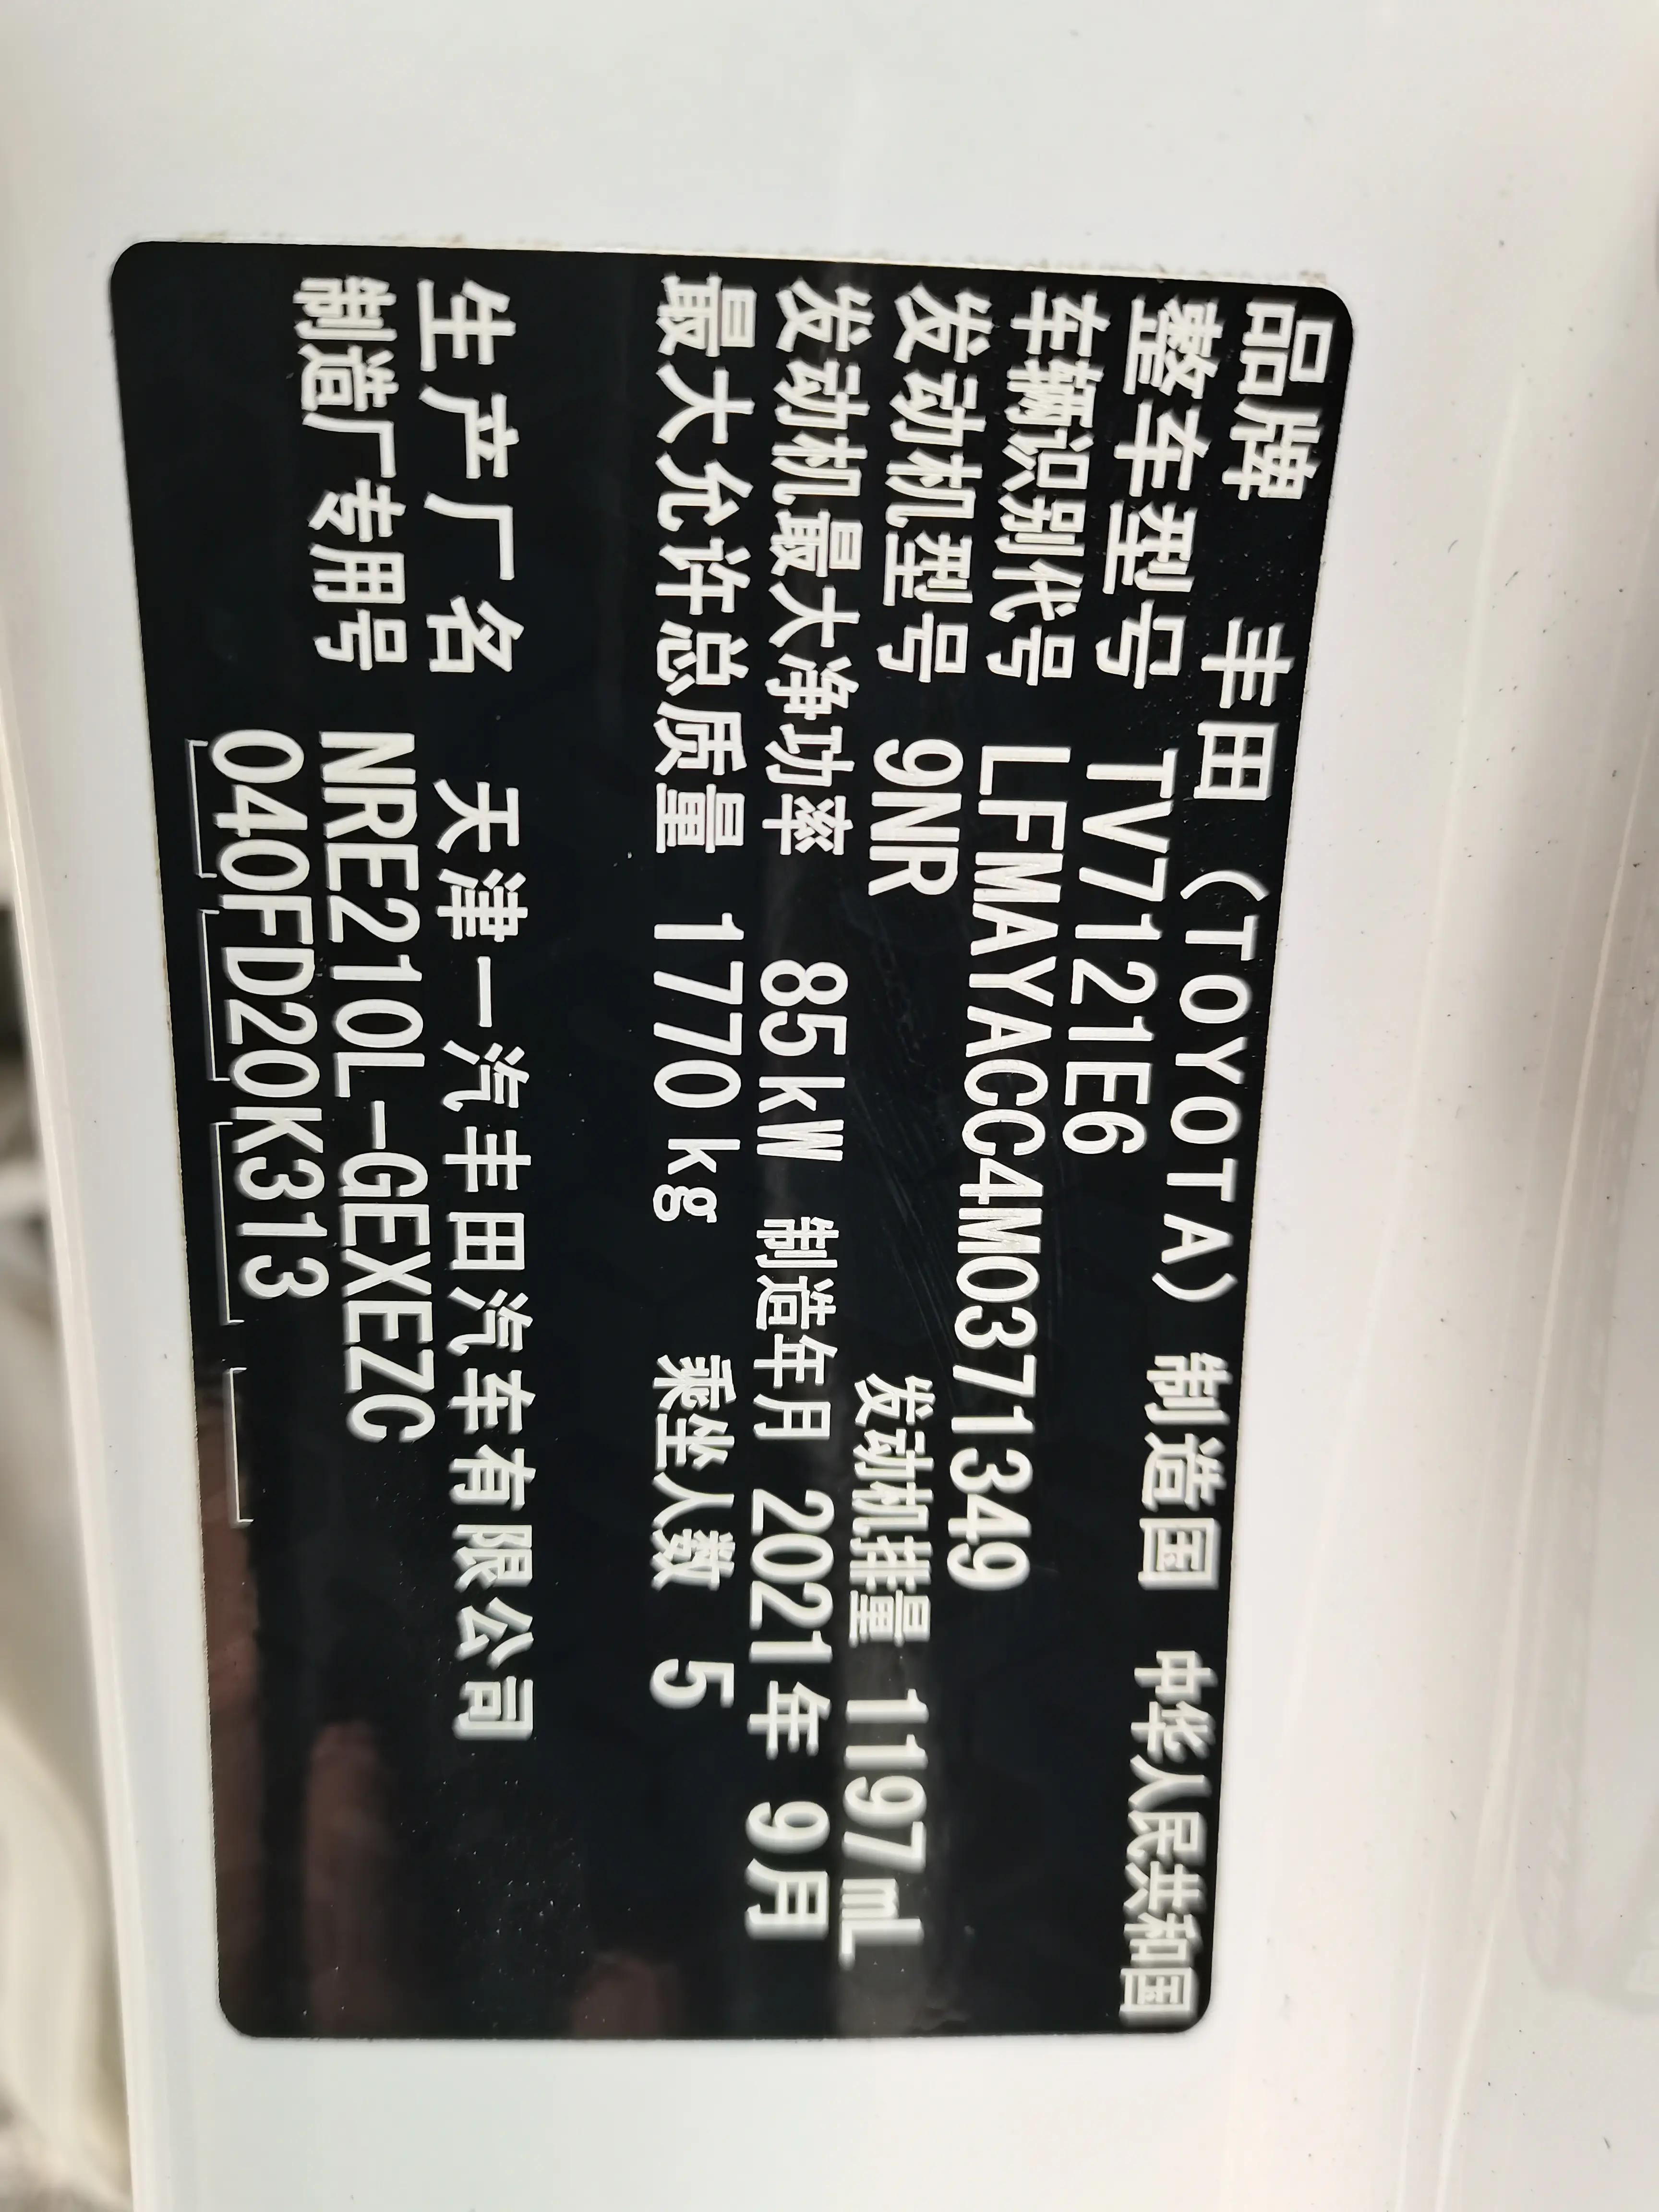 品牌 丰田（TOYOTA） 制造国 中华人民共和国
整车型号 TV7121E6
车辆识别代号 LFMAYACC4M0371349
发动机型号 9NR 发动机排量 1197mL
发动机最大净功率 85kW 制造年月 2021年 9月
最大允许总质量 1770kg 乘坐人数 5
生产厂名 天津一汽丰田汽车有限公司
制造厂专用号 NRE210L-GEXEZC
040FD20K313